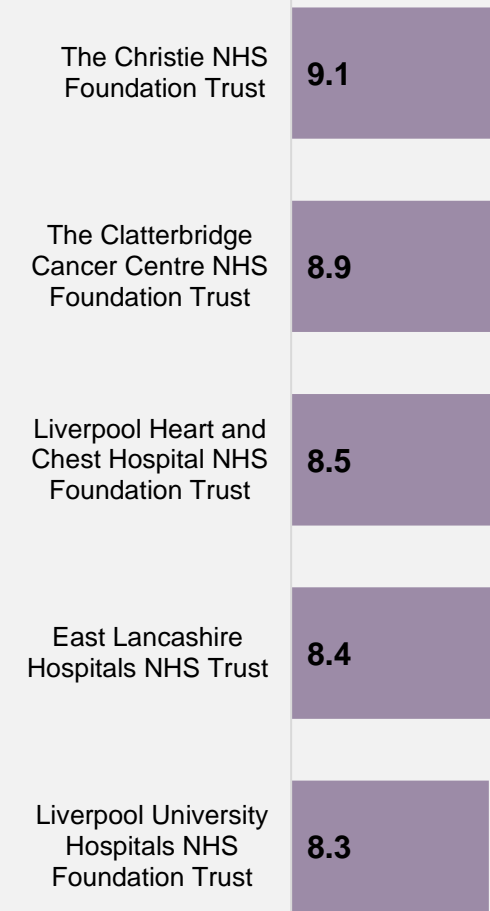 The Christie NHS
Foundation Trust
9.1
The Clatterbridge
Cancer Centre NHS
Foundation Trust
8.9
Liverpool Heart and
Chest Hospital NHS
Foundation Trust
8.5
East Lancashire
Hospitals NHS Trust
8.4
Liverpool University
Hospitals NHS
Foundation Trust
8.3